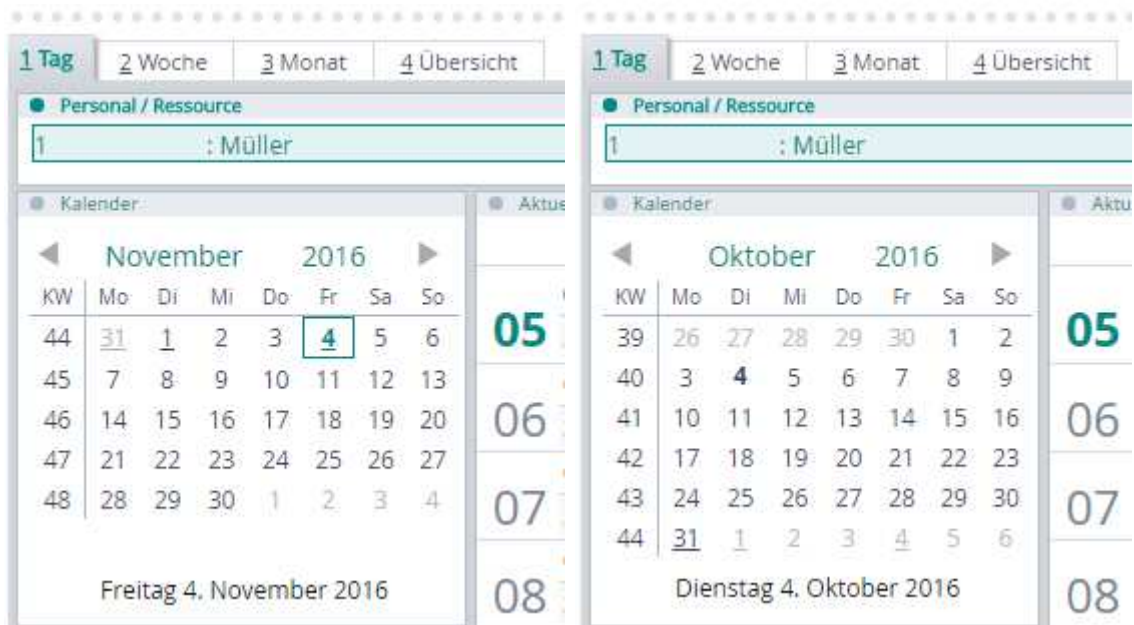 1 Tag 2 Woche 3 Monat 4 Übersicht
Personal / Ressource
1 : Müller
Kalender
November 2016
KW Mo Di Mi Do Fr Sa So
44 31 1 2 3 4 5 6
45 7 8 9 10 11 12 13
46 14 15 16 17 18 19 20
47 21 22 23 24 25 26 27
48 28 29 30 1 2 3 4
Freitag 4. November 2016
Aktue
05
06
07
08
1 Tag 2 Woche 3 Monat 4 Übersicht
Personal / Ressource
1 : Müller
Kalender
Oktober 2016
KW Mo Di Mi Do Fr Sa So
39 26 27 28 29 30 1 2
40 3 4 5 6 7 8 9
41 10 11 12 13 14 15 16
42 17 18 19 20 21 22 23
43 24 25 26 27 28 29 30
44 31 1 2 3 4 5 6
Dienstag 4. Oktober 2016
Aktu
05
06
07
08